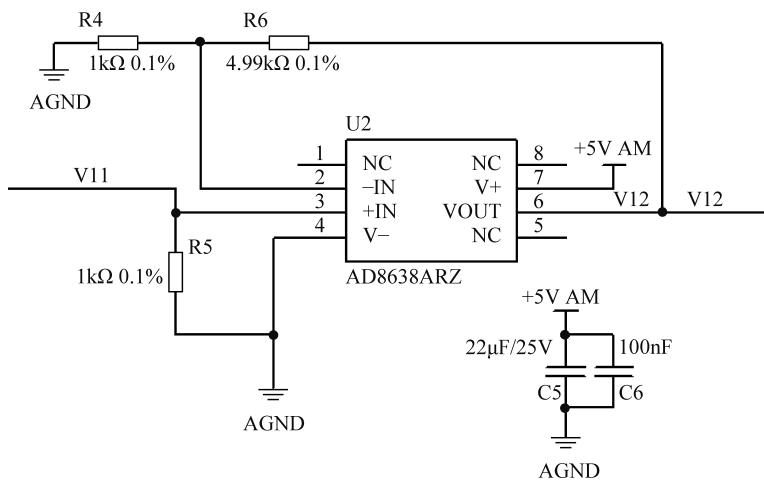 R4
R6
1kΩ 0.1%
4.99kΩ 0.1%
AGND
U2
+5V AM
1
NC
NC
8
V11
2
−IN
V+
7
3
+IN
VOUT
6
V12
V12
4
V−
NC
5
R5
1kΩ 0.1%
AD8638ARZ
+5V AM
22μF/25V
100nF
C5
C6
AGND
AGND